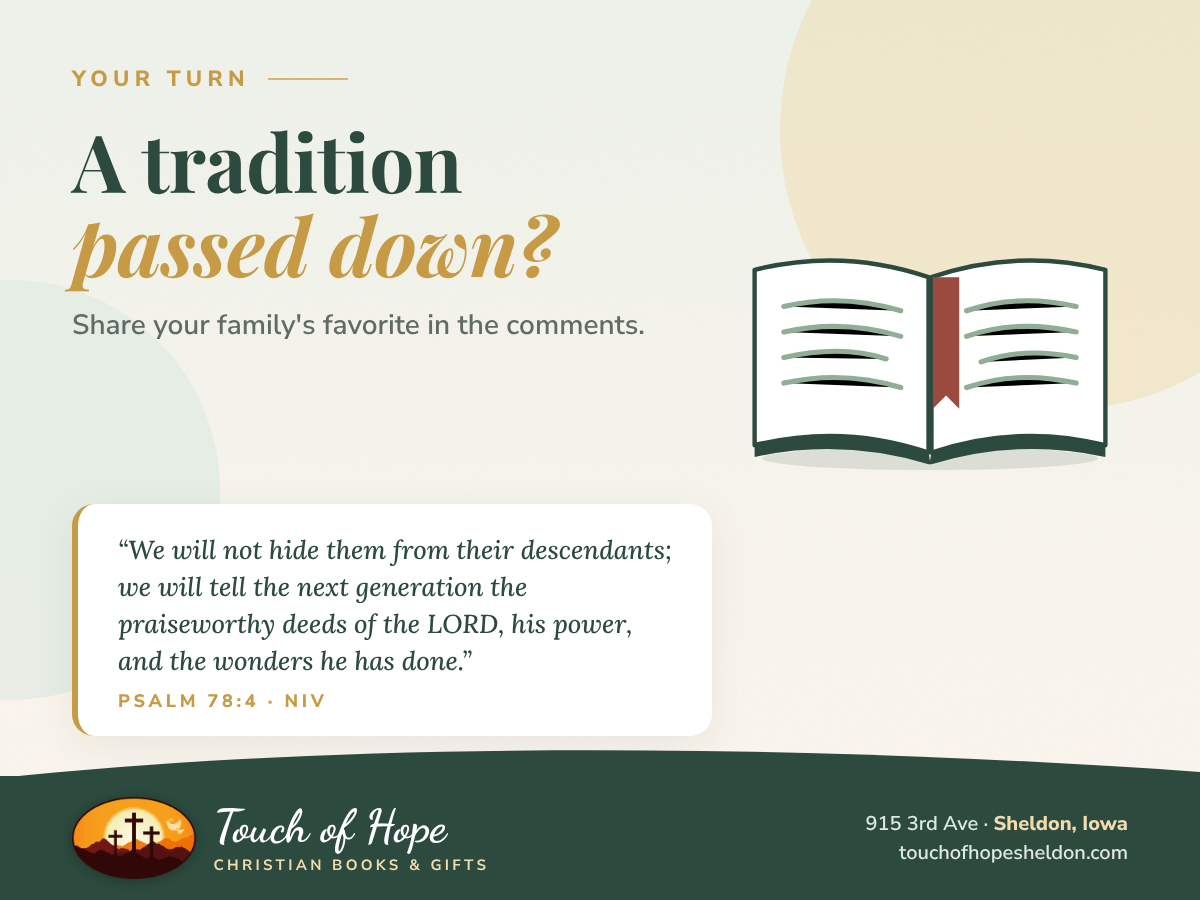 YOUR TURN
A tradition
passed down?
Share your family's favorite in the comments.
“We will not hide them from their descendants;
we will tell the next generation the
praiseworthy deeds of the LORD, his power,
and the wonders he has done.”
PSALM 78:4 · NIV
Touch of Hope
CHRISTIAN BOOKS & GIFTS
915 3rd Ave · Sheldon, Iowa
touchofhopesheldon.com